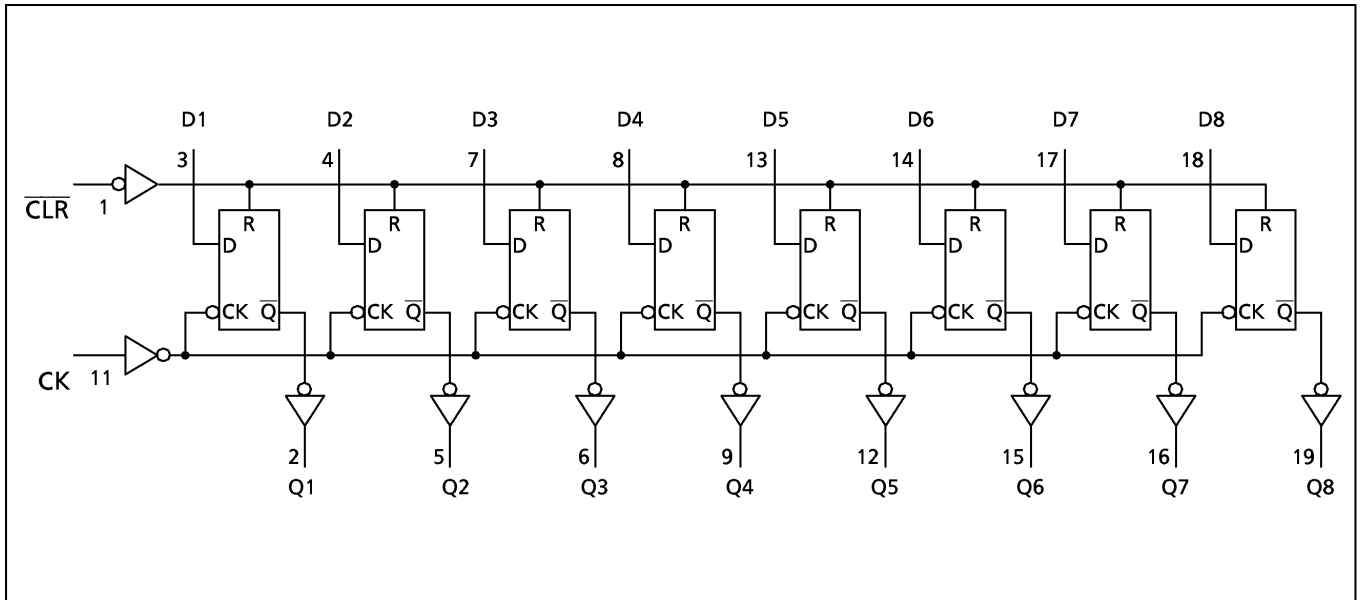 D1 D2 D3 D4 D5 D6 D7 D8
3 4 7 8 13 14 17 18
C̅L̅R̅ 1
R R R R R R R R
D D D D D D D D
CK Q̅ CK Q̅ CK Q̅ CK Q̅ CK Q̅ CK Q̅ CK Q̅ CK Q̅
CK 11
2 5 6 9 12 15 16 19
Q1 Q2 Q3 Q4 Q5 Q6 Q7 Q8